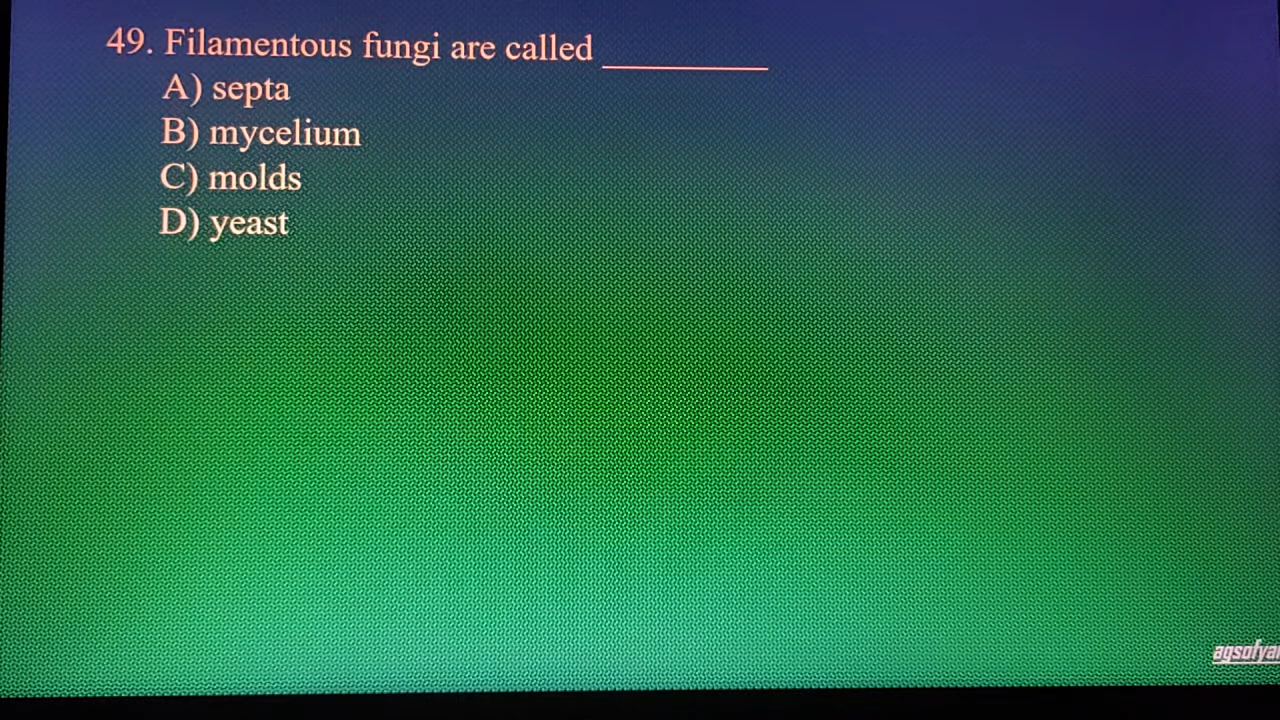 49. Filamentous fungi are called __________
A) septa
B) mycelium
C) molds
D) yeast